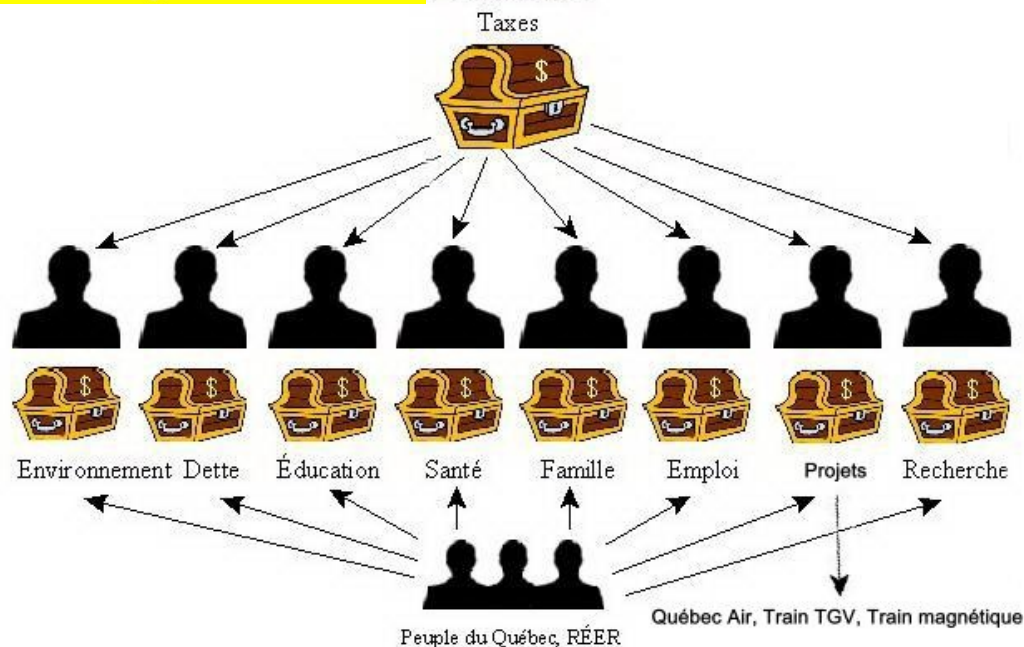 Taxes
$
$ $ $ $ $ $ $ $
Environnement Dette Éducation Santé Famille Emploi Projets Recherche
Québec Air, Train TGV, Train magnétique
Peuple du Québec, RÉER